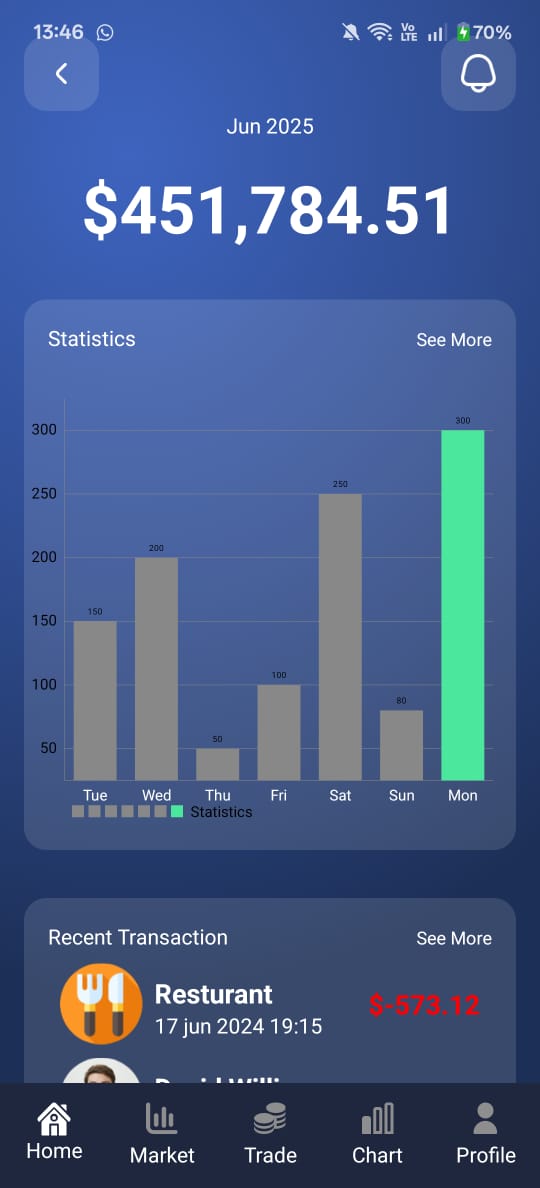 13:46 Vo LTE 70%
Jun 2025
$451,784.51
Statistics See More
300
250
200
150
100
50
150 200 50 100 250 80 300
Tue Wed Thu Fri Sat Sun Mon
Statistics
Recent Transaction See More
Resturant $-573.12
17 jun 2024 19:15
Home Market Trade Chart Profile